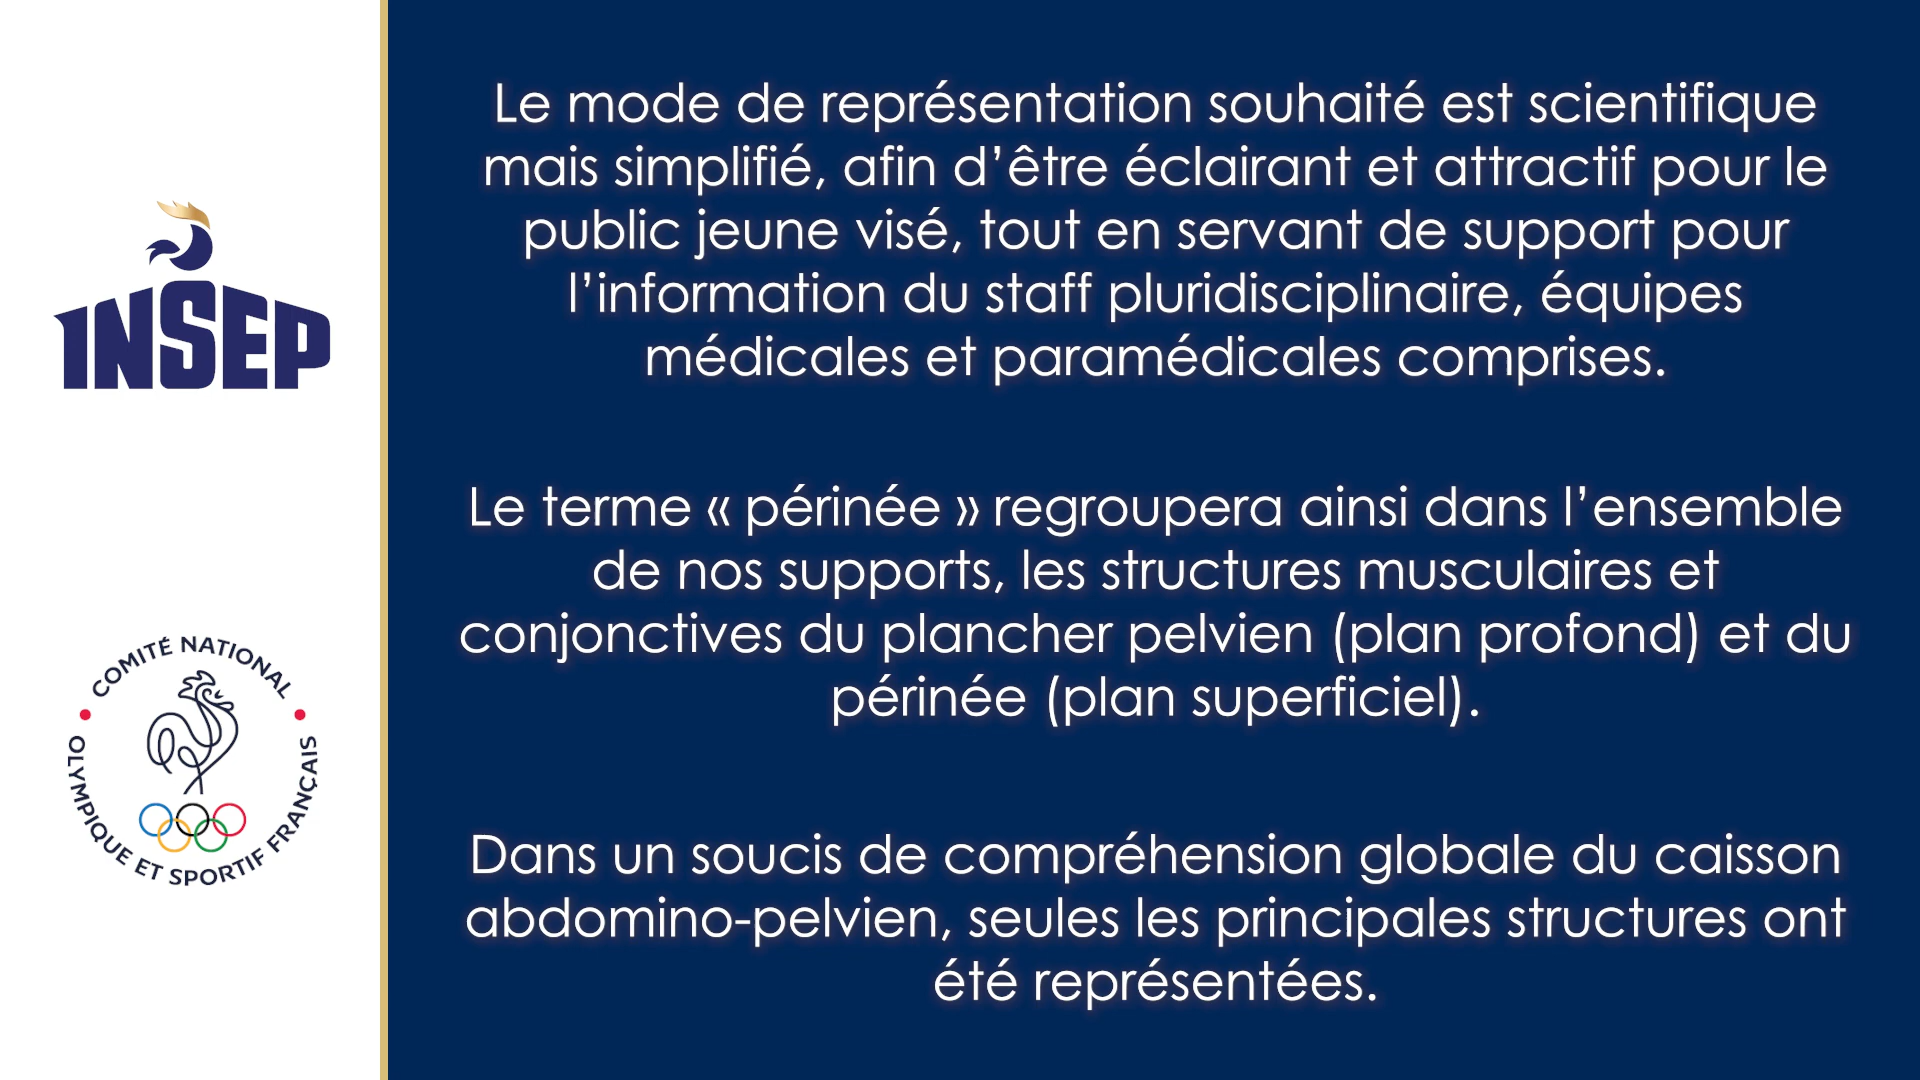 INSEP
COMITÉ NATIONAL
OLYMPIQUE ET SPORTIF FRANÇAIS
Le mode de représentation souhaité est scientifique
mais simplifié, afin d’être éclairant et attractif pour le
public jeune visé, tout en servant de support pour
l’information du staff pluridisciplinaire, équipes
médicales et paramédicales comprises.
Le terme « périnée » regroupera ainsi dans l’ensemble
de nos supports, les structures musculaires et
conjonctives du plancher pelvien (plan profond) et du
périnée (plan superficiel).
Dans un soucis de compréhension globale du caisson
abdomino-pelvien, seules les principales structures ont
été représentées.